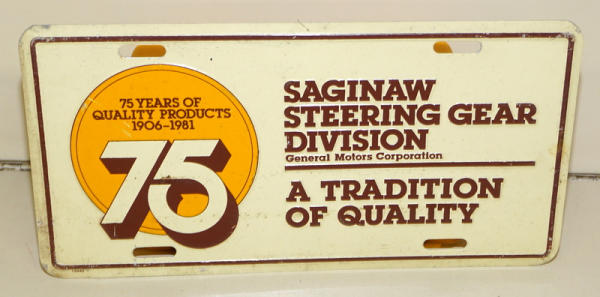 75 YEARS OF
QUALITY PRODUCTS
1906-1981
75
SAGINAW
STEERING GEAR
DIVISION
General Motors Corporation
A TRADITION
OF QUALITY